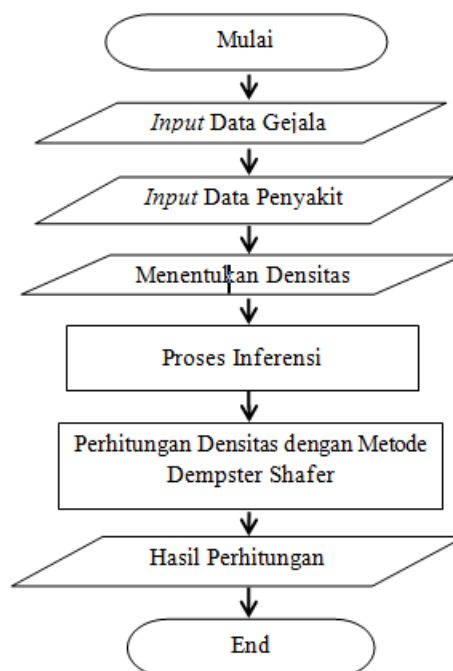 Mulai
Input Data Gejala
Input Data Penyakit
Menentukan Densitas
Proses Inferensi
Perhitungan Densitas dengan Metode
Dempster Shafer
Hasil Perhitungan
End